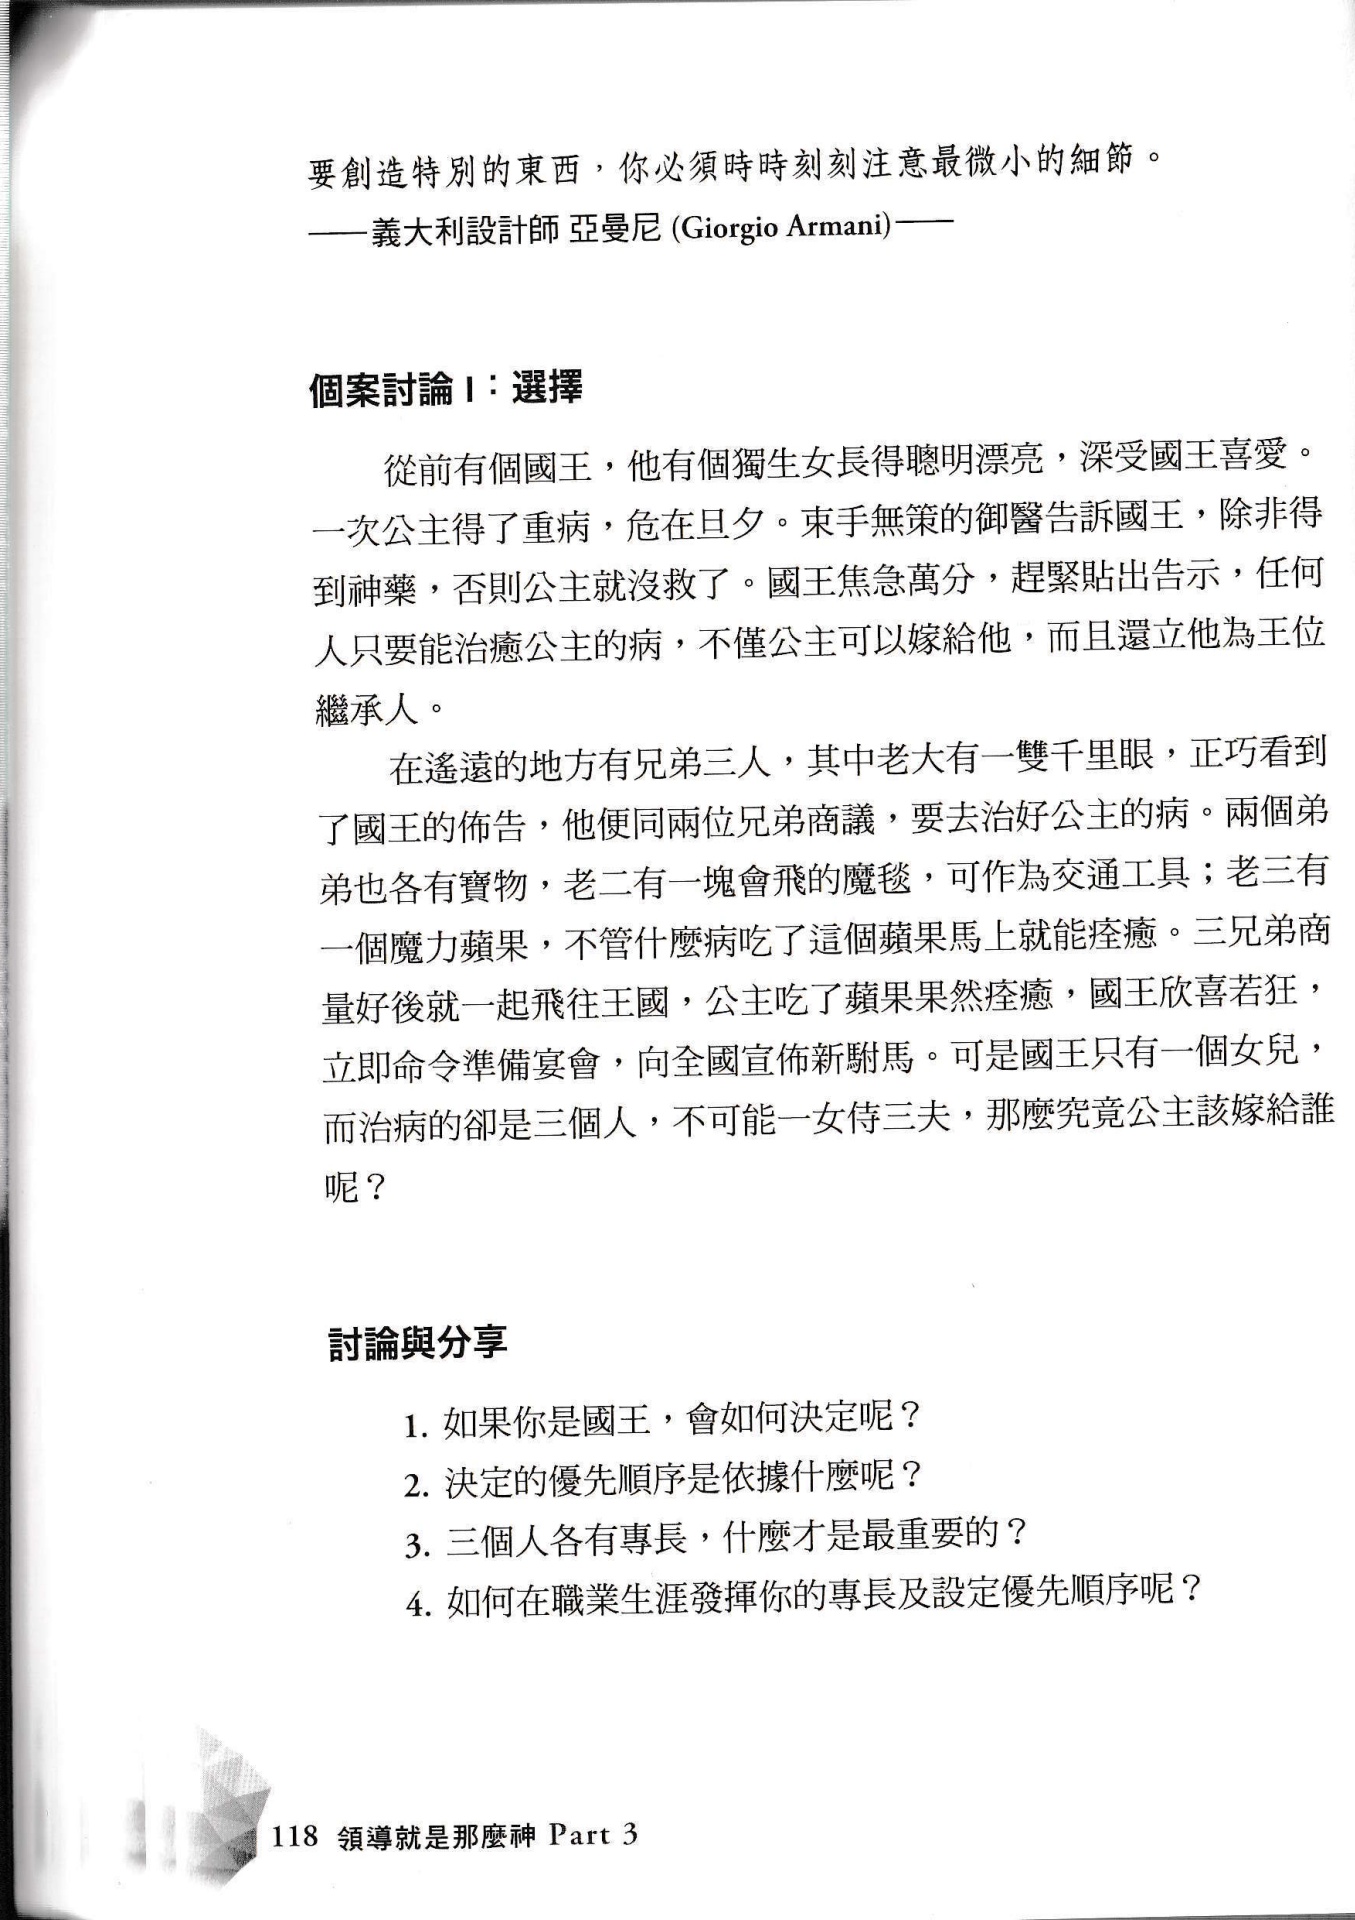 要創造特別的東西，你必須時時刻刻注意最微小的細節。
——義大利設計師 亞曼尼 (Giorgio Armani)——
個案討論 I：選擇
從前有個國王，他有個獨生女長得聰明漂亮，深受國王喜愛。
一次公主得了重病，危在旦夕。束手無策的御醫告訴國王，除非得
到神藥，否則公主就沒救了。國王焦急萬分，趕緊貼出告示，任何
人只要能治癒公主的病，不僅公主可以嫁給他，而且還立他為王位
繼承人。
在遙遠的地方有兄弟三人，其中老大有一雙千里眼，正巧看到
了國王的佈告，他便同兩位兄弟商議，要去治好公主的病。兩個弟
弟也各有寶物，老二有一塊會飛的魔毯，可作為交通工具；老三有
一個魔力蘋果，不管什麼病吃了這個蘋果馬上就能痊癒。三兄弟商
量好後就一起飛往王國，公主吃了蘋果果然痊癒，國王欣喜若狂，
立即命令準備宴會，向全國宣佈新駙馬。可是國王只有一個女兒，
而治病的卻是三個人，不可能一女侍三夫，那麼究竟公主該嫁給誰
呢？
討論與分享
1. 如果你是國王，會如何決定呢？
2. 決定的優先順序是依據什麼呢？
3. 三個人各有專長，什麼才是最重要的？
4. 如何在職業生涯發揮你的專長及設定優先順序呢？
118 領導就是那麼神 Part 3